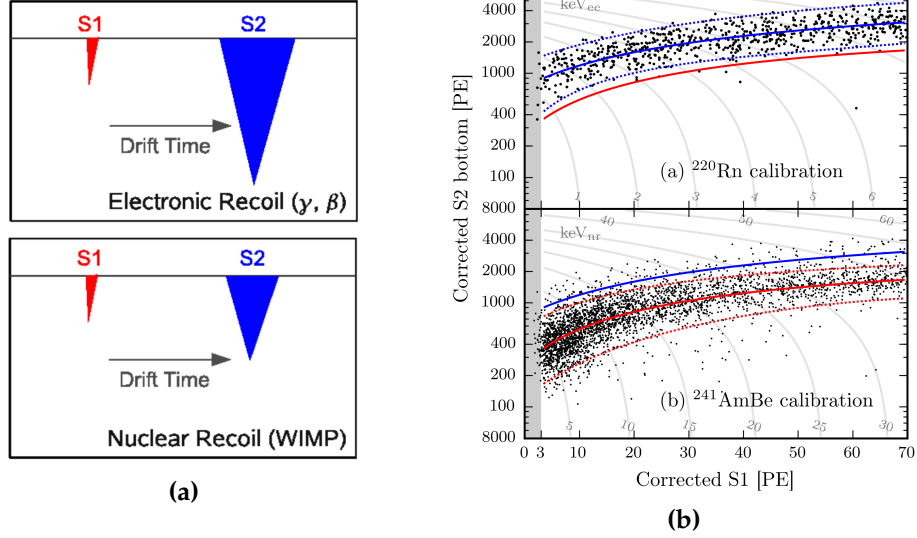 S1
S2
Drift Time
Electronic Recoil (γ, β)
S1
S2
Drift Time
Nuclear Recoil (WIMP)
(a)
Corrected S2 bottom [PE]
4000
2000
1000
400
200
100
keVee
(a) ²²⁰Rn calibration
1 2 3 4 5 6
8000
4000
2000
1000
400
200
100
8000
keVnr
40 50 60
(b) ²⁴¹AmBe calibration
5 10 15 20 25 30
0 3 10 20 30 40 50 60 70
Corrected S1 [PE]
(b)